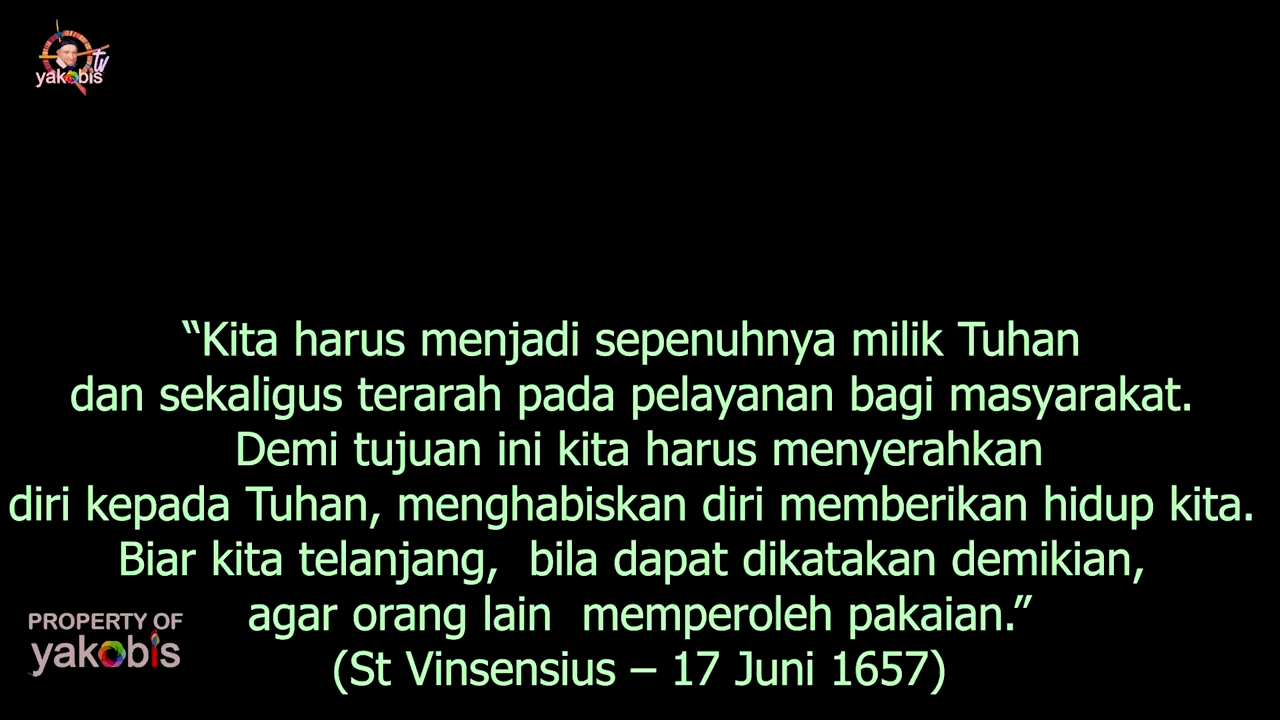 tv
yakobis
“Kita harus menjadi sepenuhnya milik Tuhan
dan sekaligus terarah pada pelayanan bagi masyarakat.
Demi tujuan ini kita harus menyerahkan
diri kepada Tuhan, menghabiskan diri memberikan hidup kita.
Biar kita telanjang,  bila dapat dikatakan demikian,
agar orang lain  memperoleh pakaian.”
(St Vinsensius – 17 Juni 1657)
PROPERTY OF
yakobis